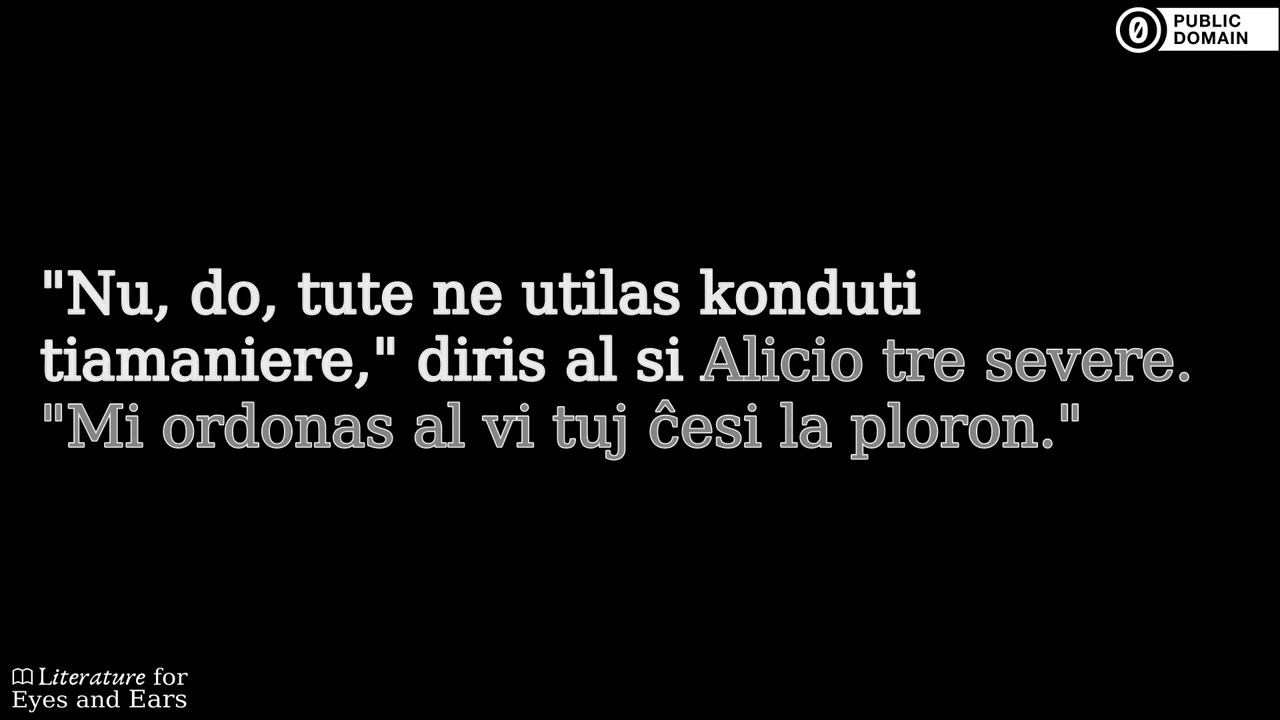 PUBLIC
DOMAIN
"Nu, do, tute ne utilas konduti
tiamaniere," diris al si Alicio tre severe.
"Mi ordonas al vi tuj ĉesi la ploron."
Literature for
Eyes and Ears